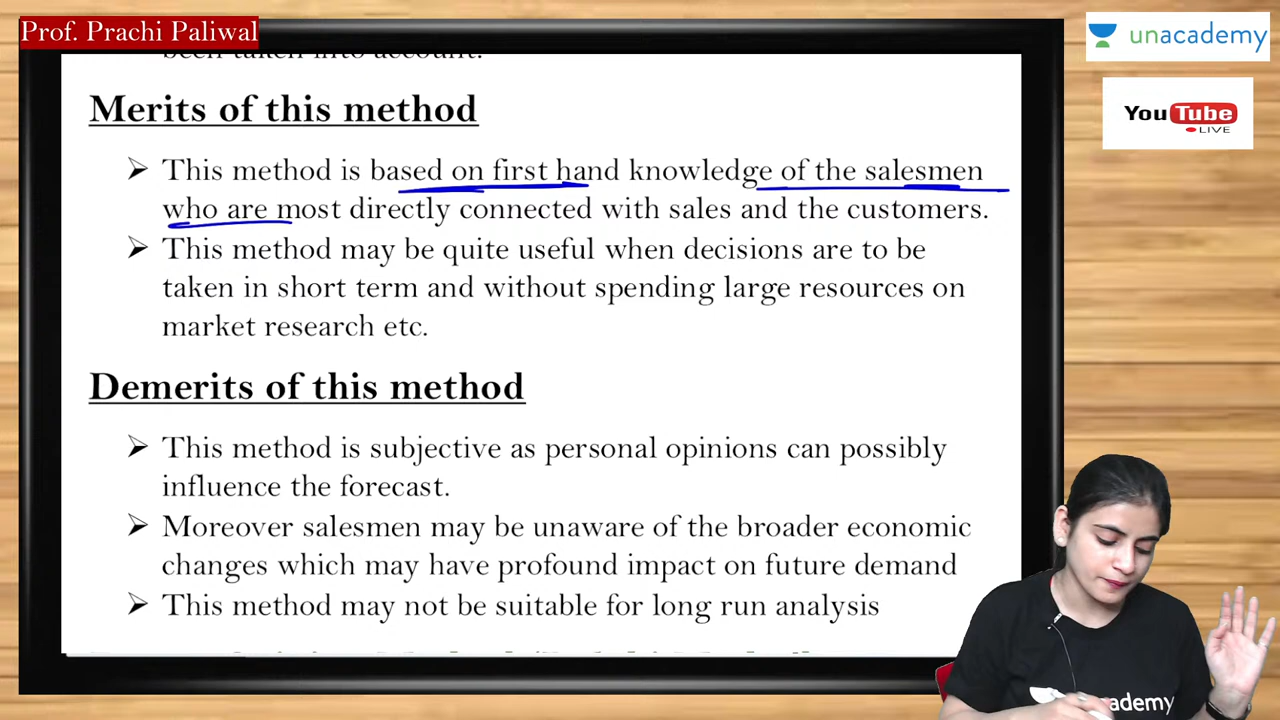 Prof. Prachi Paliwal
unacademy
YouTube
LIVE
been taken into account.
Merits of this method
➢ This method is based on first hand knowledge of the salesmen
who are most directly connected with sales and the customers.
➢ This method may be quite useful when decisions are to be
taken in short term and without spending large resources on
market research etc.
Demerits of this method
➢ This method is subjective as personal opinions can possibly
influence the forecast.
➢ Moreover salesmen may be unaware of the broader economic
changes which may have profound impact on future demand
➢ This method may not be suitable for long run analysis